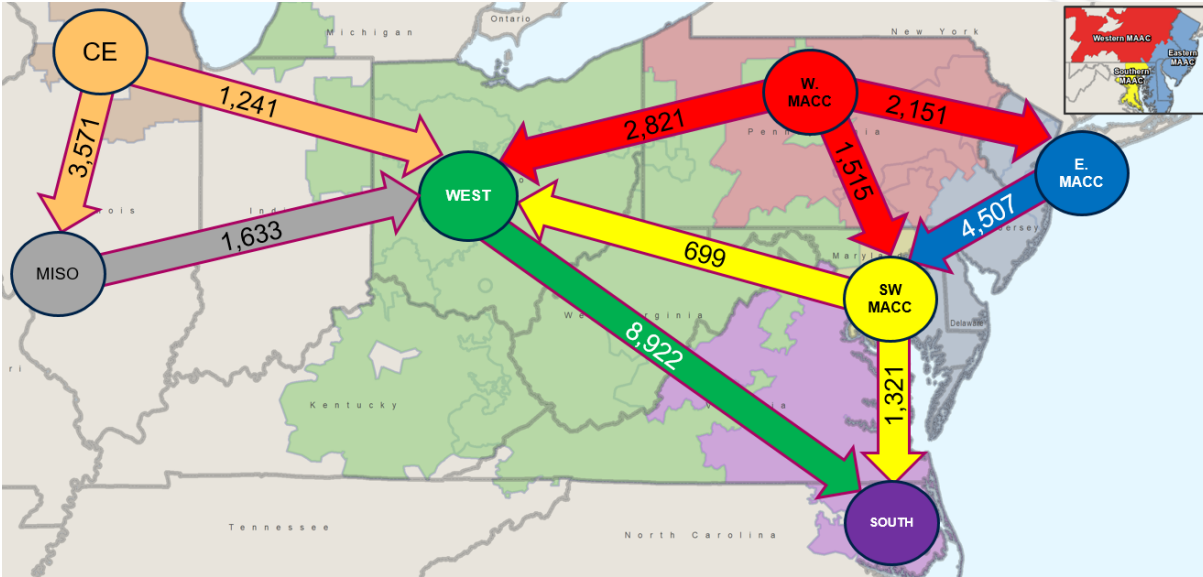 Ontario
Michigan
New York
Western MAAC
Eastern
MAAC
Southern
MAAC
CE
1,241
3,571
W.
MACC
2,821
2,151
1,515
Pennsylvania
E.
MACC
4,507
WEST
1,633
699
MISO
SW
MACC
Maryland
Jersey
Delaware
8,922
1,321
Kentucky
SOUTH
Tennessee
North Carolina